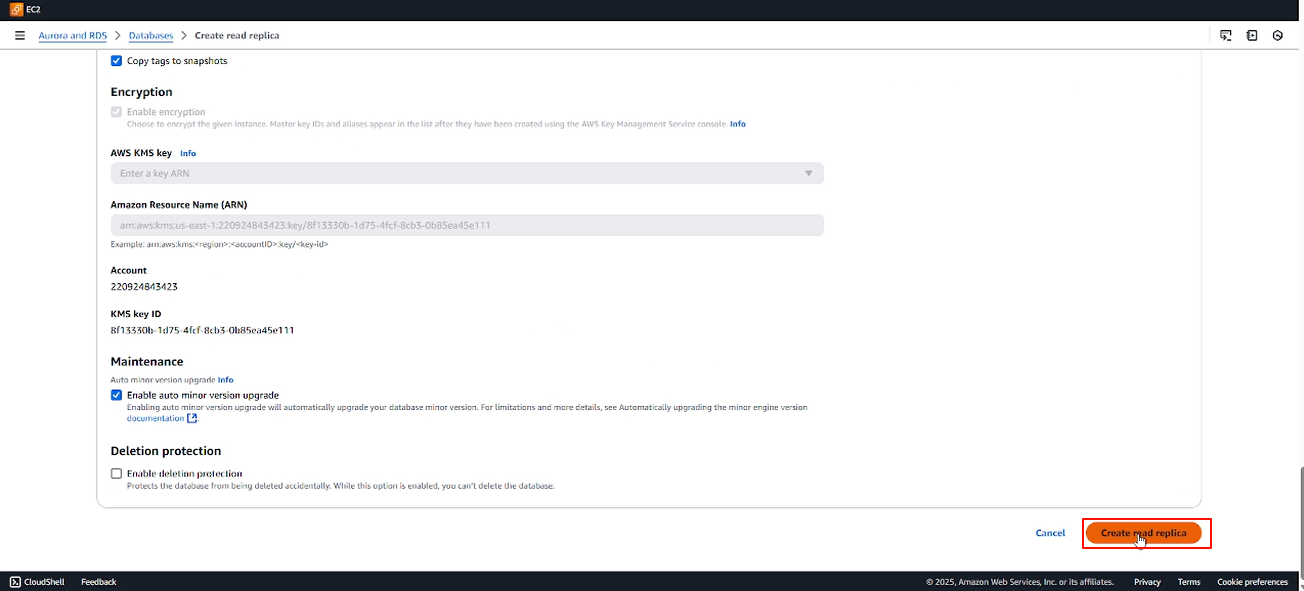 EC2
Aurora and RDS > Databases > Create read replica
Copy tags to snapshots
Encryption
Enable encryption
Choose to encrypt the given instance. Master key IDs and aliases appear in the list after they have been created using the AWS Key Management Service console. Info
AWS KMS key Info
Enter a key ARN
Amazon Resource Name (ARN)
arn:aws:kms:us-east-1:220924843423:key/8f13330b-1d75-4fcf-8cb3-0b85ea45e111
Example: arn:aws:kms:<region>:<accountID>:key/<key-id>
Account
220924843423
KMS key ID
8f13330b-1d75-4fcf-8cb3-0b85ea45e111
Maintenance
Auto minor version upgrade Info
Enable auto minor version upgrade
Enabling auto minor version upgrade will automatically upgrade your database minor version. For limitations and more details, see Automatically upgrading the minor engine version
documentation.
Deletion protection
Enable deletion protection
Protects the database from being deleted accidentally. While this option is enabled, you can't delete the database.
Cancel Create read replica
CloudShell Feedback © 2025, Amazon Web Services, Inc. or its affiliates. Privacy Terms Cookie preferences